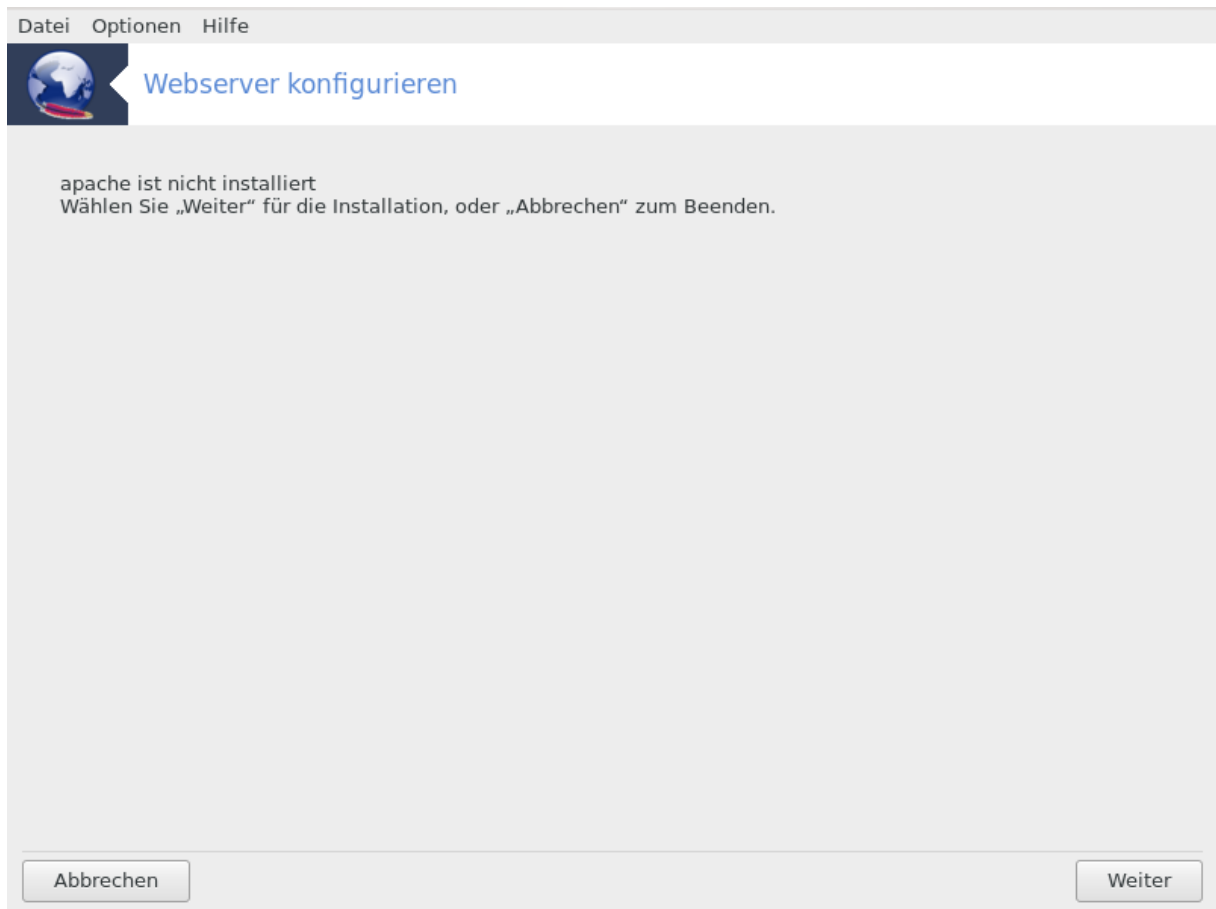 Datei Optionen Hilfe
Webserver konfigurieren
apache ist nicht installiert
Wählen Sie „Weiter“ für die Installation, oder „Abbrechen“ zum Beenden.
Abbrechen Weiter